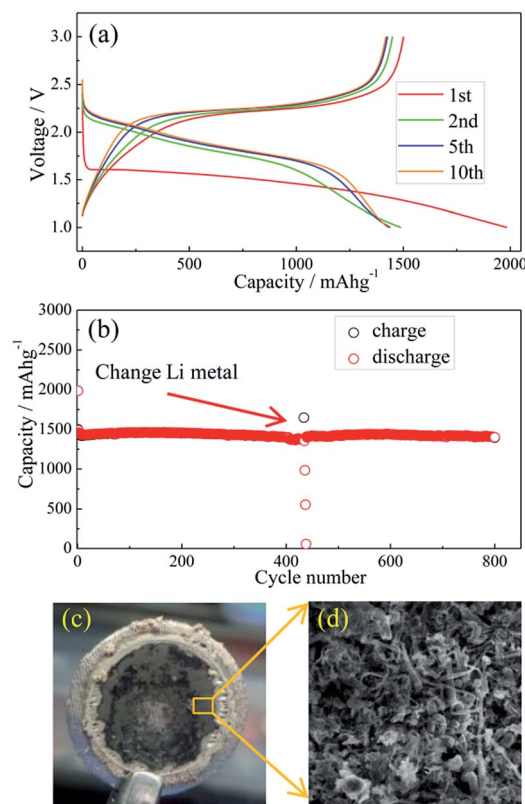 (a)
3.0
2.5
2.0
1.5
1.0
Voltage / V
1st
2nd
5th
10th
0
500
1000
1500
2000
Capacity / mAhg-1
(b)
3000
2500
2000
1500
1000
500
0
Capacity / mAhg-1
charge
discharge
Change Li metal
0
200
400
600
800
Cycle number
(c)
(d)